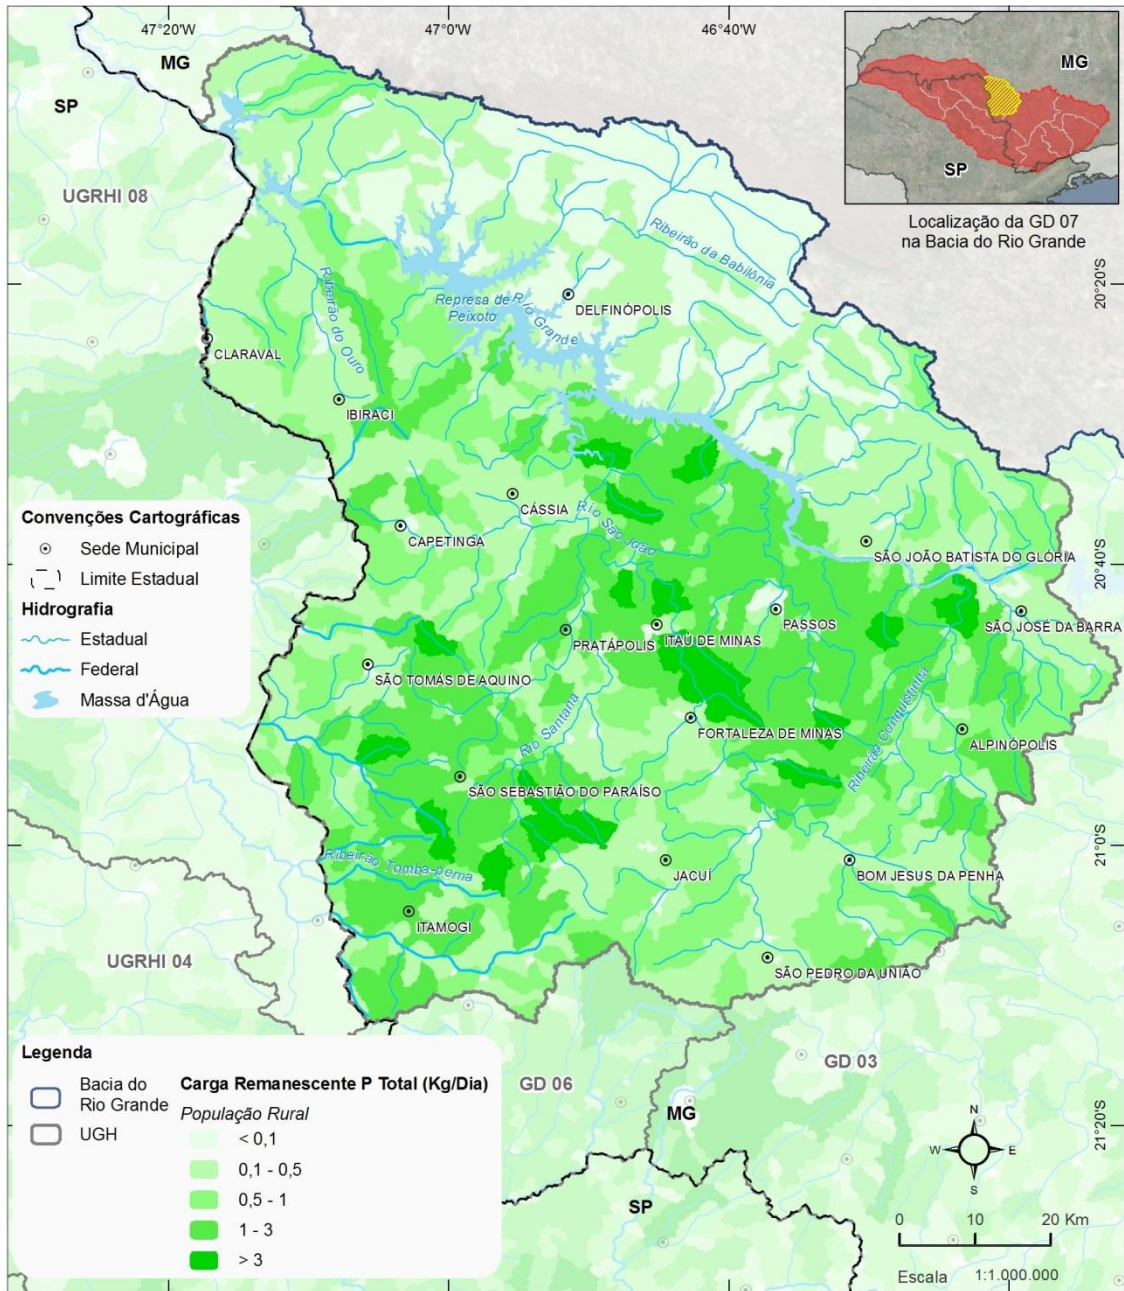 47°20'W
47°0'W
46°40'W
MG
SP
MG
SP
Localização da GD 07
na Bacia do Rio Grande
UGRHI 08
20°20'S
Ribeirão da Babilônia
Ribeirão do Ouro
Represa de
Peixoto
Rio Grande
DELFINÓPOLIS
CLARAVAL
IBIRACI
CÁSSIA
CAPETINGA
Rio São João
SÃO JOÃO BATISTA DO GLÓRIA
20°40'S
Convenções Cartográficas
Sede Municipal
Limite Estadual
Hidrografia
Estadual
Federal
Massa d'Água
PASSOS
SÃO JOSÉ DA BARRA
ITAÚ DE MINAS
PRATÁPOLIS
SÃO TOMÁS DE AQUINO
Rio Santana
Ribeirão Conquistinha
FORTALEZA DE MINAS
ALPINÓPOLIS
SÃO SEBASTIÃO DO PARAÍSO
21°0'S
Ribeirão Tomba-perna
JACUÍ
BOM JESUS DA PENHA
ITAMOGI
UGRHI 04
SÃO PEDRO DA UNIÃO
Legenda
Bacia do
Rio Grande
UGH
Carga Remanescente P Total (Kg/Dia)
População Rural
< 0,1
0,1 - 0,5
0,5 - 1
1 - 3
> 3
GD 06
GD 03
MG
21°20'S
SP
N
W
E
S
0 10 20 Km
Escala 1:1.000.000